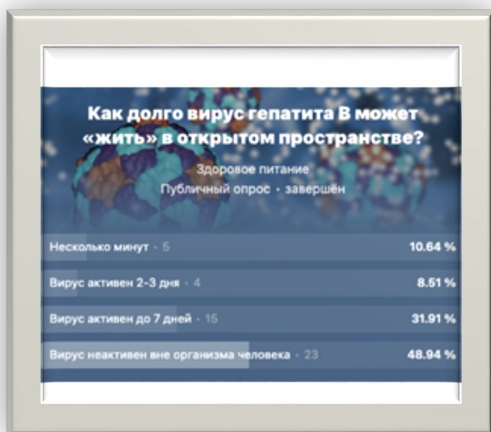 Как долго вирус гепатита В может
«жить» в открытом пространстве?
Здоровое питание
Публичный опрос · завершён
Несколько минут · 5 10.64 %
Вирус активен 2-3 дня · 4 8.51 %
Вирус активен до 7 дней · 15 31.91 %
Вирус неактивен вне организма человека · 23 48.94 %